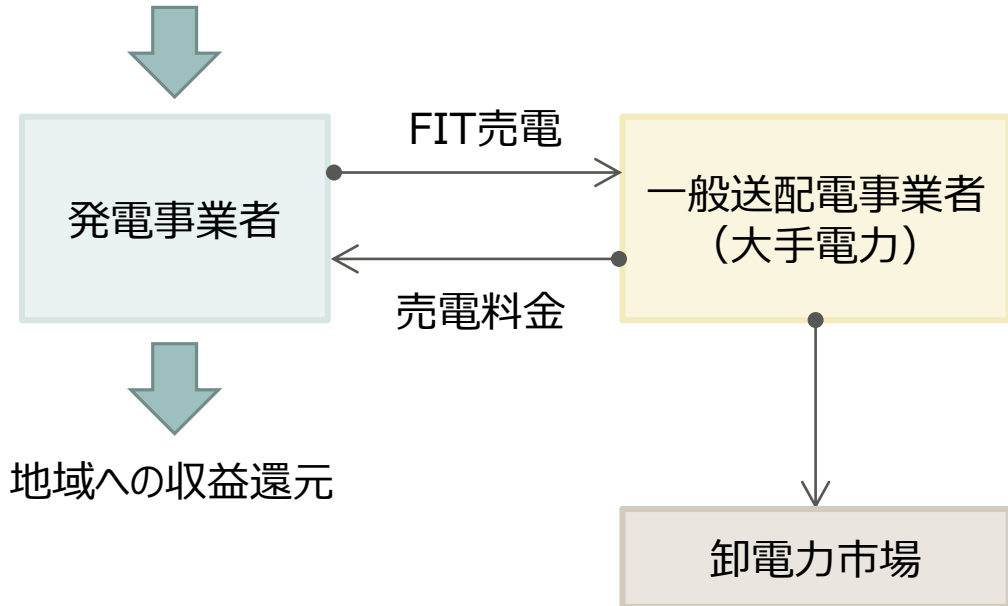 FIT売電
発電事業者
一般送配電事業者
（大手電力）
売電料金
地域への収益還元
卸電力市場